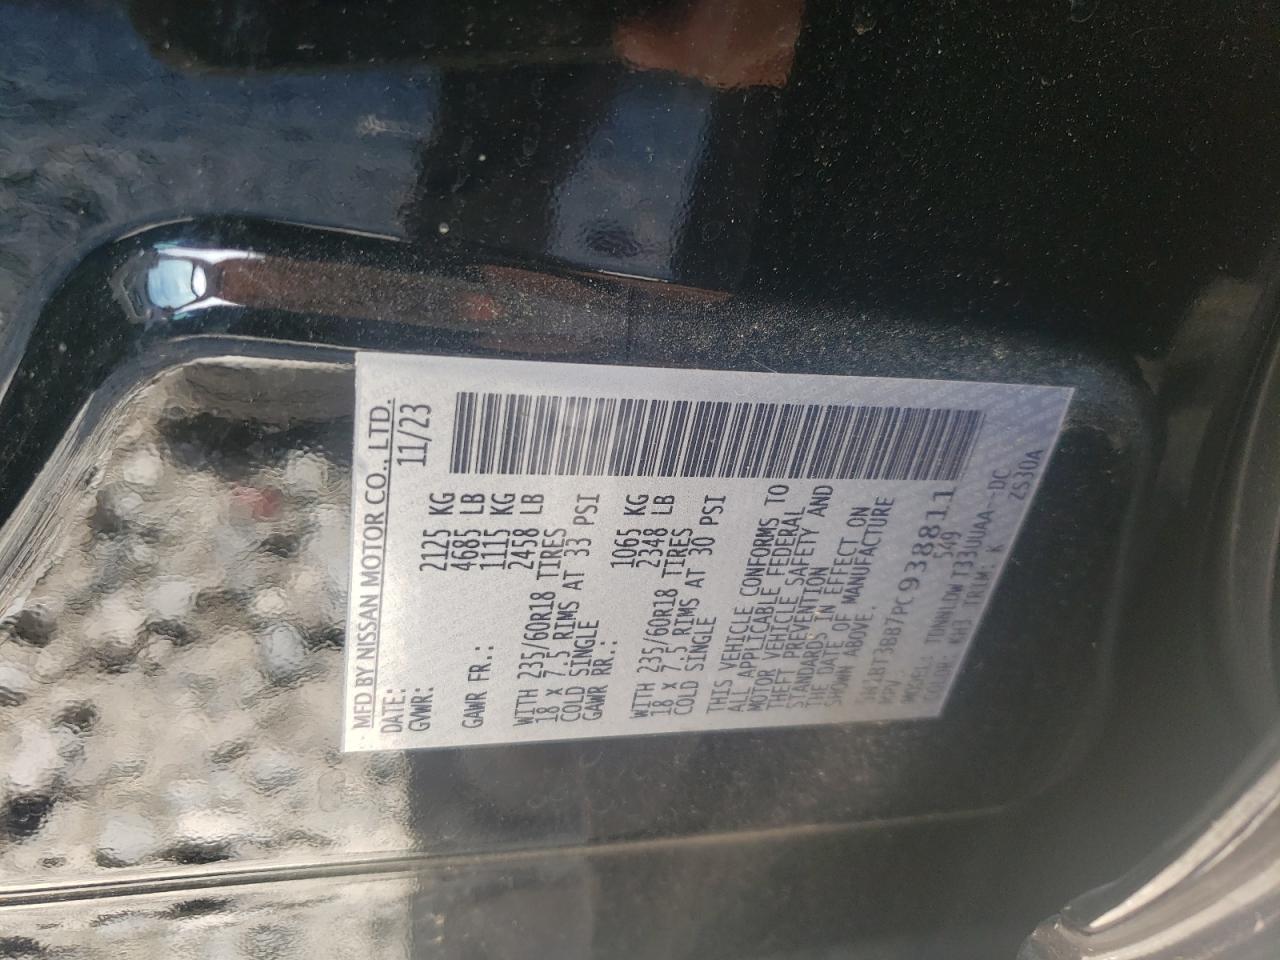 MFD BY NISSAN MOTOR CO., LTD.
DATE: 11/23
GVWR: 2125 KG
4685 LB
GAWR FR.: 1115 KG
2458 LB
WITH 235/60R18 TIRES
18 X 7.5 RIMS AT 33 PSI
COLD SINGLE
GAWR RR.: 1065 KG
2348 LB
WITH 235/60R18 TIRES
18 X 7.5 RIMS AT 30 PSI
COLD SINGLE
THIS VEHICLE CONFORMS TO
ALL APPLICABLE FEDERAL
MOTOR VEHICLE SAFETY AND
THEFT PREVENTION
STANDARDS IN EFFECT ON
THE DATE OF MANUFACTURE
SHOWN ABOVE.
938811
MPV 549
MODEL:
COLOR: KH3 TRIM: K ZS30A